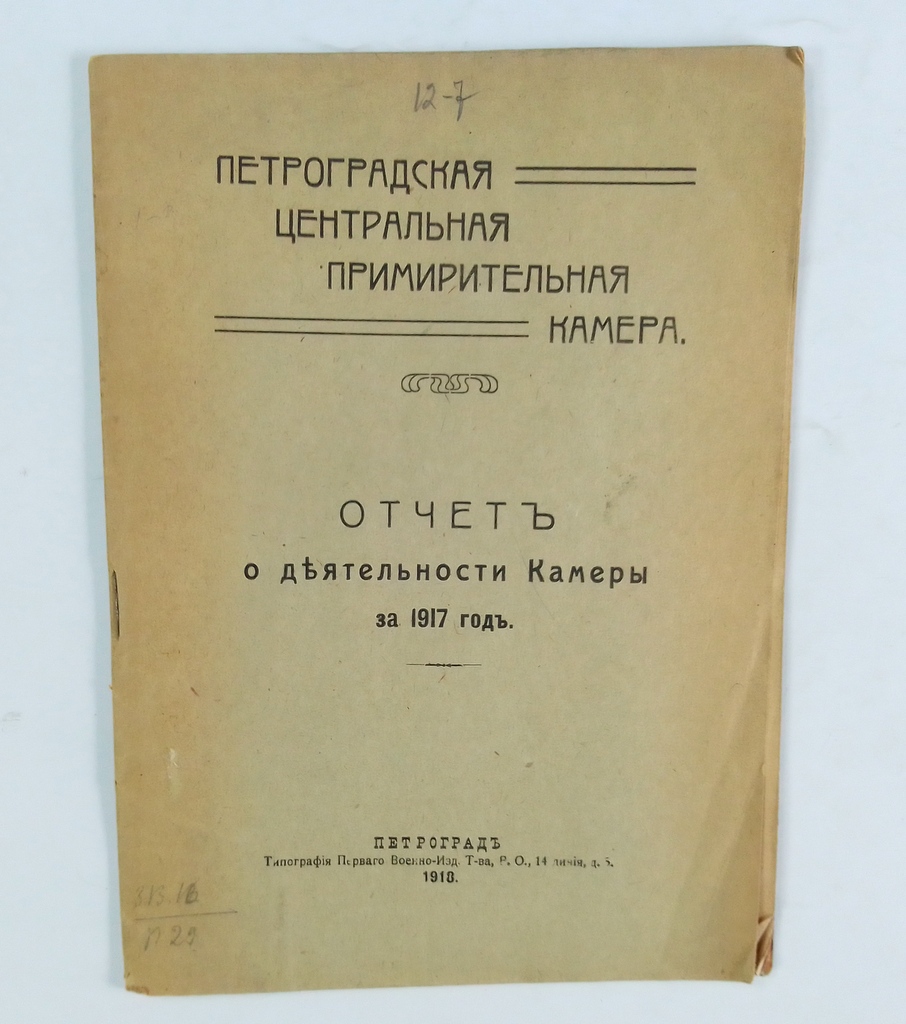 12-7
ПЕТРОГРАДСКАЯ
ЦЕНТРАЛЬНАЯ
ПРИМИРИТЕЛЬНАЯ
КАМЕРА.
ОТЧЕТЪ
о дѣятельности Камеры
за 1917 годъ.
ПЕТРОГРАДЪ
Типографія Перваго Военно-Изд. Т-ва, 14 линія, д.
1918.
П 29